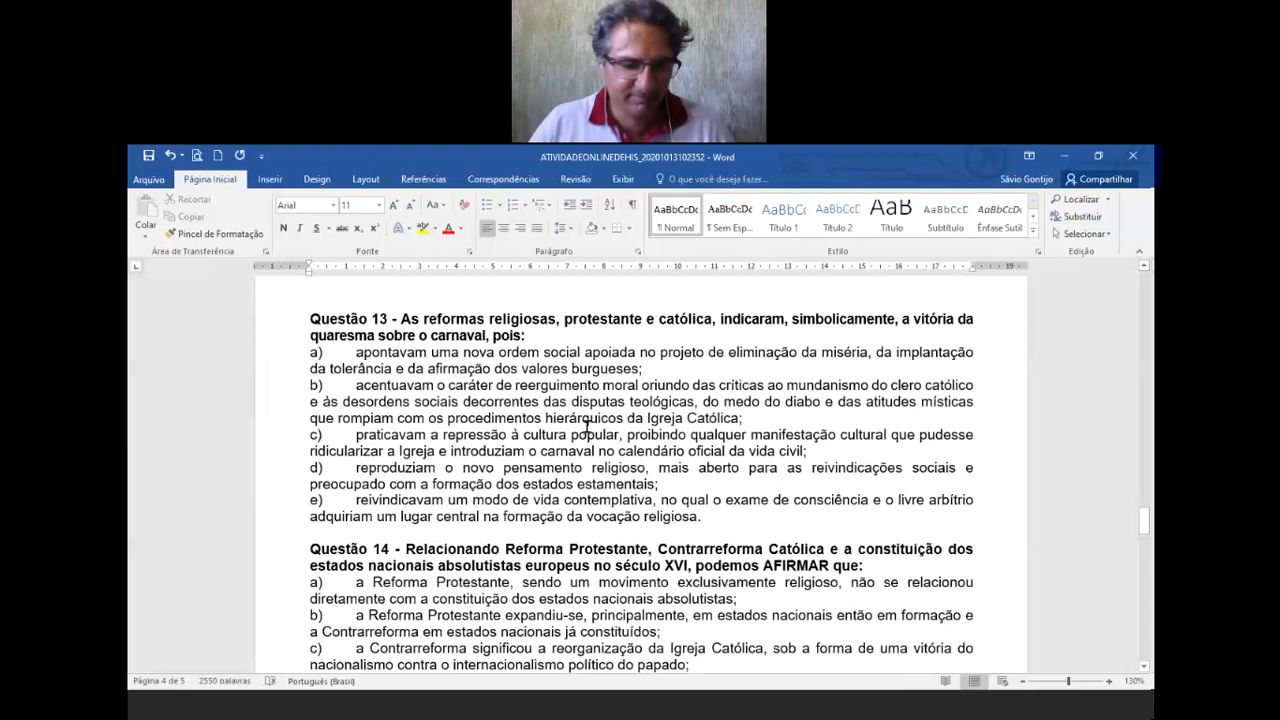 ATIVIDADEONLINEDEHIS_20201013102352 - Word
Arquivo Página Inicial Inserir Design Layout Referências Correspondências Revisão Exibir O que você deseja fazer... Sávio Gontijo Compartilhar
Colar
Recortar
Copiar
Pincel de Formatação
Área de Transferência
Arial 11
Fonte
Parágrafo
AaBbCcDc AaBbCcDc AaBbC AaBbCcD AaB AaBbCcD AaBbCcDc
¶ Normal ¶ Sem Esp... Título 1 Título 2 Título Subtítulo Ênfase Sutil
Estilo
Localizar
Substituir
Selecionar
Edição
Questão 13 - As reformas religiosas, protestante e católica, indicaram, simbolicamente, a vitória da
quaresma sobre o carnaval, pois:
a) apontavam uma nova ordem social apoiada no projeto de eliminação da miséria, da implantação
da tolerância e da afirmação dos valores burgueses;
b) acentuavam o caráter de reerguimento moral oriundo das críticas ao mundanismo do clero católico
e às desordens sociais decorrentes das disputas teológicas, do medo do diabo e das atitudes místicas
que rompiam com os procedimentos hierárquicos da Igreja Católica;
c) praticavam a repressão à cultura popular, proibindo qualquer manifestação cultural que pudesse
ridicularizar a Igreja e introduziam o carnaval no calendário oficial da vida civil;
d) reproduziam o novo pensamento religioso, mais aberto para as reivindicações sociais e
preocupado com a formação dos estados estamentais;
e) reivindicavam um modo de vida contemplativa, no qual o exame de consciência e o livre arbítrio
adquiriam um lugar central na formação da vocação religiosa.
Questão 14 - Relacionando Reforma Protestante, Contrarreforma Católica e a constituição dos
estados nacionais absolutistas europeus no século XVI, podemos AFIRMAR que:
a) a Reforma Protestante, sendo um movimento exclusivamente religioso, não se relacionou
diretamente com a constituição dos estados nacionais absolutistas;
b) a Reforma Protestante expandiu-se, principalmente, em estados nacionais então em formação e
a Contrarreforma em estados nacionais já constituídos;
c) a Contrarreforma significou a reorganização da Igreja Católica, sob a forma de uma vitória do
nacionalismo contra o internacionalismo político do papado;
Página 4 de 5 2550 palavras Português (Brasil) 130%